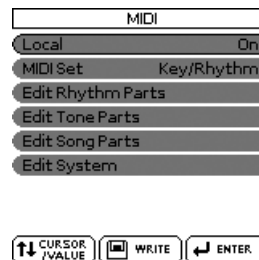 MIDI
Local On
MIDI Set Key/Rhythm
Edit Rhythm Parts
Edit Tone Parts
Edit Song Parts
Edit System
CURSOR
/VALUE
WRITE
ENTER